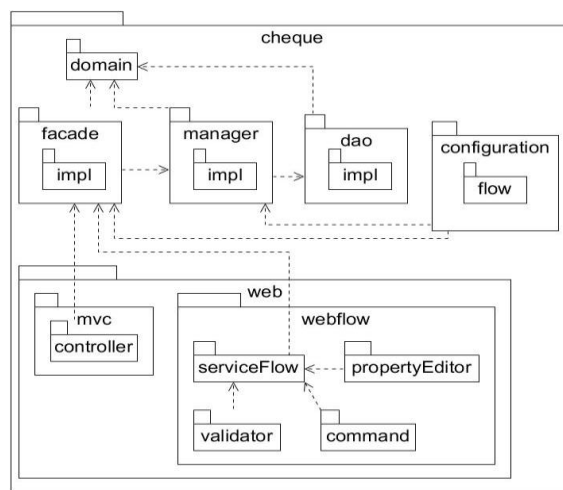 cheque
domain
facade
manager
dao
configuration
impl
impl
impl
flow
web
mvc
webflow
controller
serviceFlow
propertyEditor
validator
command